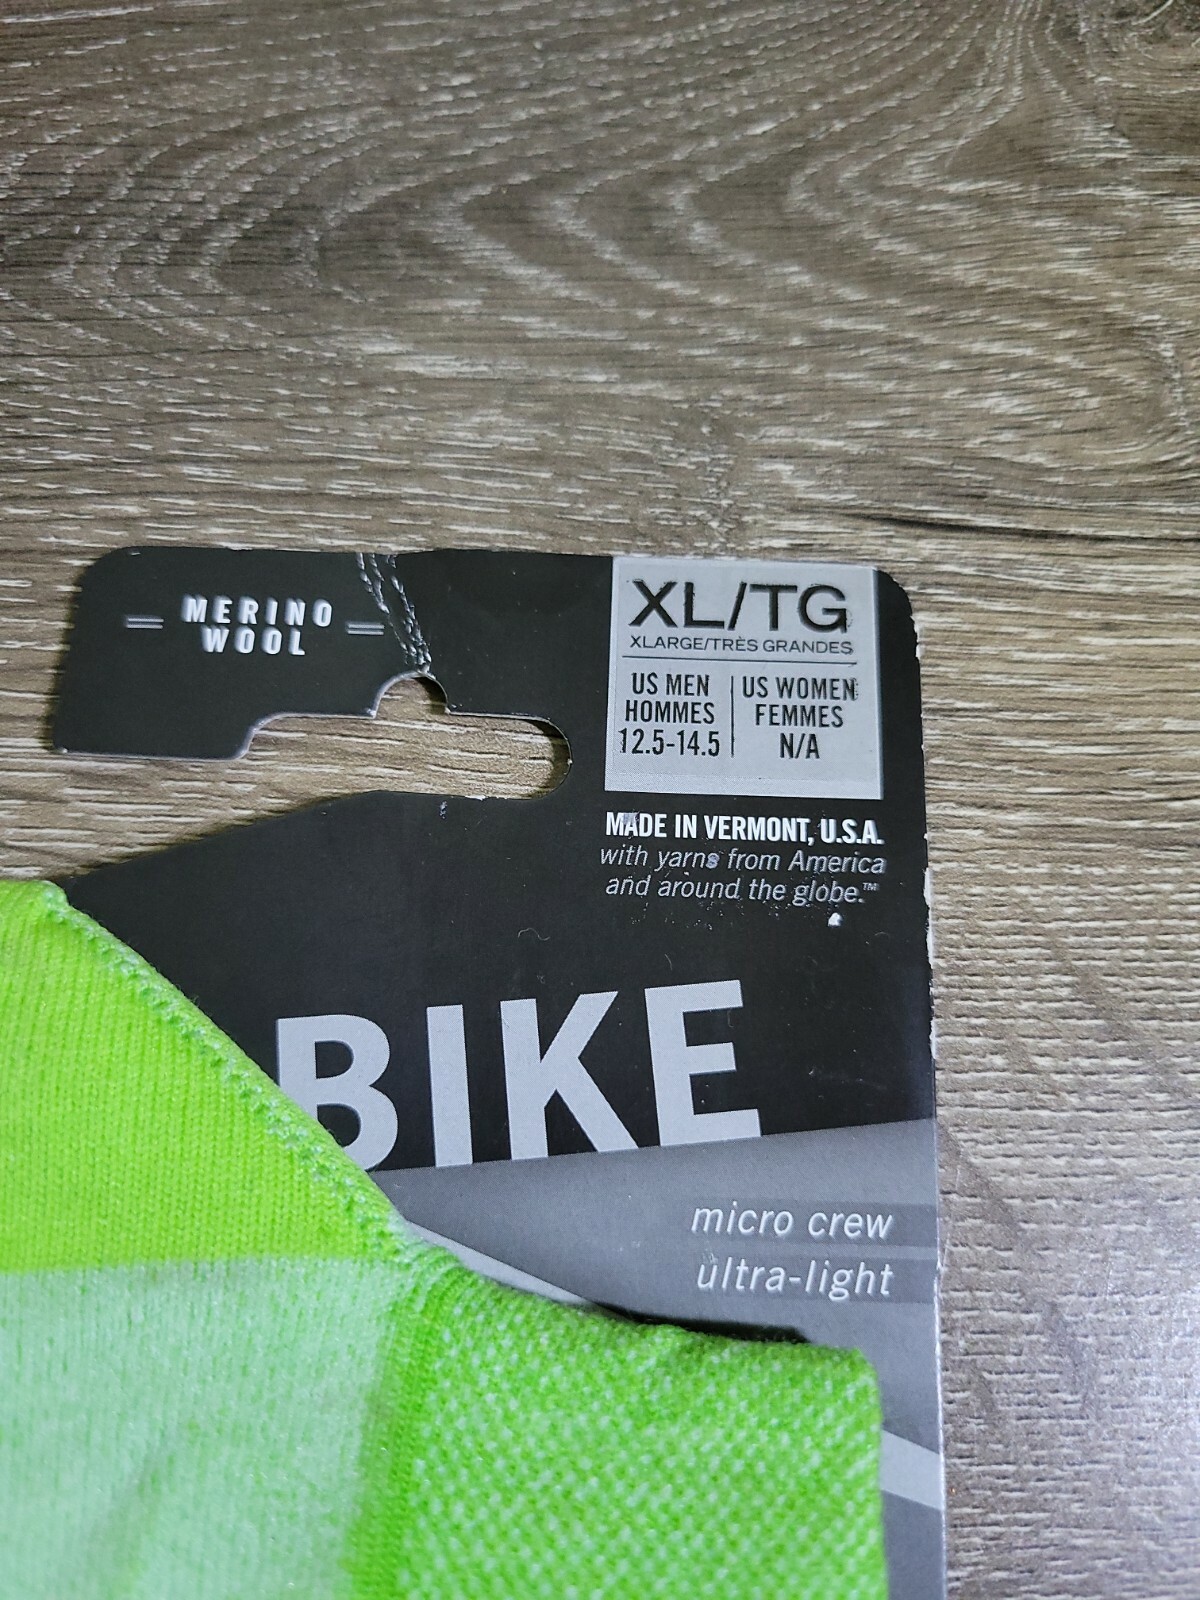 MERINO
WOOL
XL/TG
XLARGE/TRÈS GRANDES
US MEN
HOMMES
12.5-14.5
US WOMEN
FEMMES
N/A
MADE IN VERMONT, U.S.A.
with yarns from America
and around the globe.™
BIKE
micro crew
ultra-light